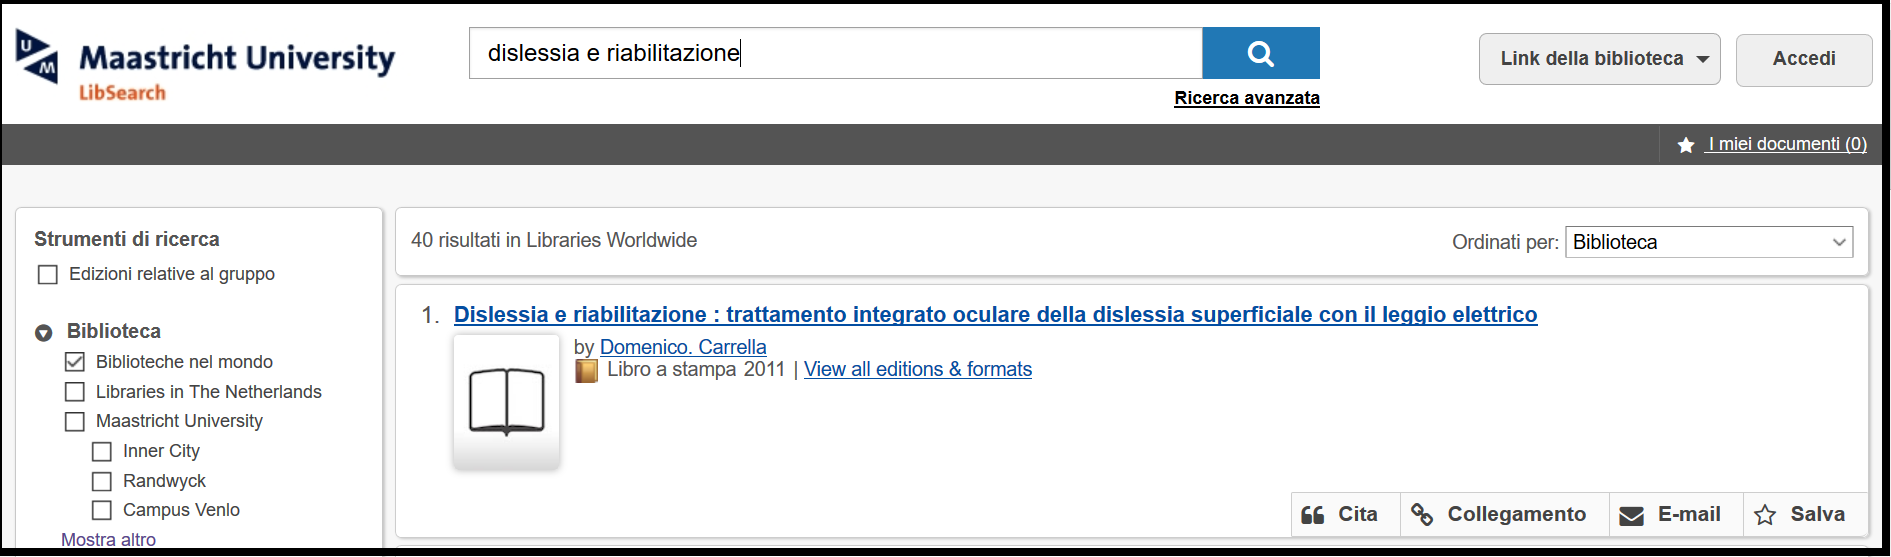 UM
Maastricht University
LibSearch
dislessia e riabilitazione
Ricerca avanzata
Link della biblioteca
Accedi
I miei documenti (0)
Strumenti di ricerca
Edizioni relative al gruppo
Biblioteca
Biblioteche nel mondo
Libraries in The Netherlands
Maastricht University
Inner City
Randwyck
Campus Venlo
Mostra altro
40 risultati in Libraries Worldwide
Ordinati per: Biblioteca
1. Dislessia e riabilitazione : trattamento integrato oculare della dislessia superficiale con il leggio elettrico
by Domenico. Carrella
Libro a stampa 2011 | View all editions & formats
Cita Collegamento E-mail Salva